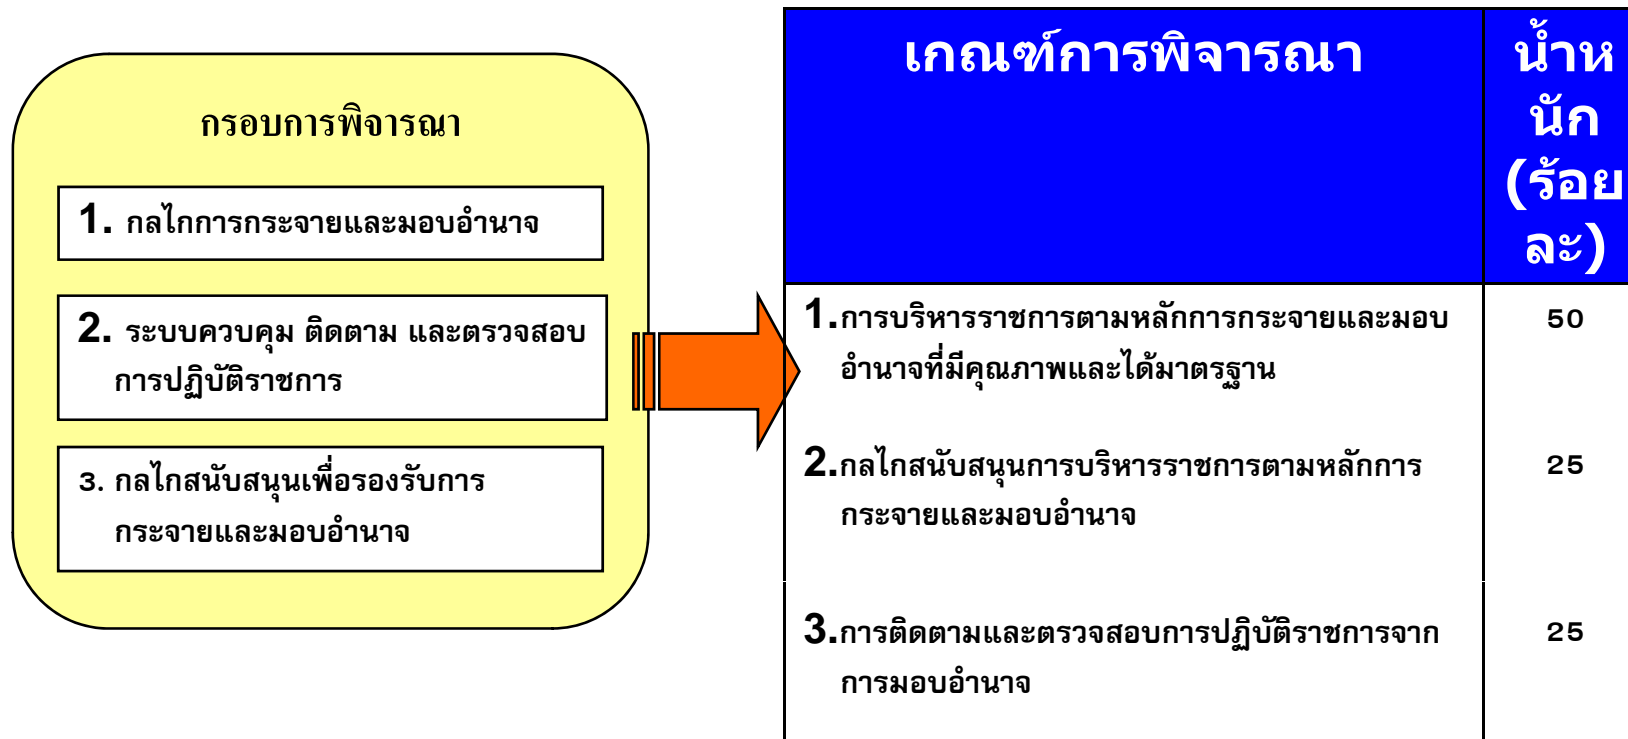 กรอบการพิจารณา
1. กลไกการกระจายและมอบอำนาจ
2. ระบบควบคุม ติดตาม และตรวจสอบ
การปฏิบัติราชการ
3. กลไกสนับสนุนเพื่อรองรับการ
กระจายและมอบอำนาจ
เกณฑ์การพิจารณา
น้ำห
นัก
(ร้อย
ละ)
1.การบริหารราชการตามหลักการกระจายและมอบ
อำนาจที่มีคุณภาพและได้มาตรฐาน
50
2.กลไกสนับสนุนการบริหารราชการตามหลักการ
กระจายและมอบอำนาจ
25
3.การติดตามและตรวจสอบการปฏิบัติราชการจาก
การมอบอำนาจ
25